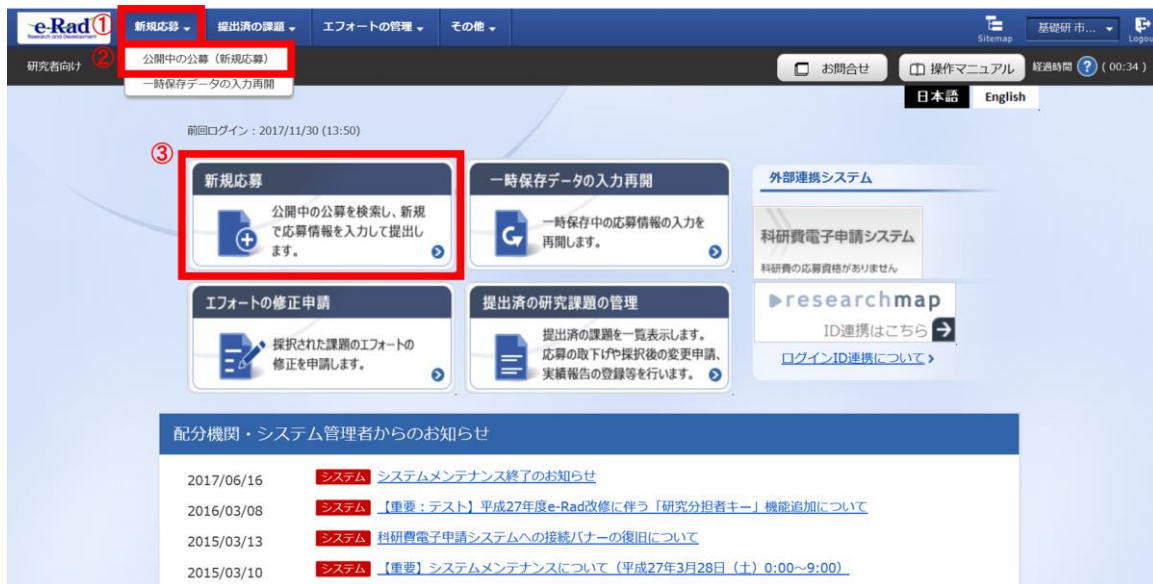 e-Rad
Research and Development
①
新規応募
提出済の課題
エフォートの管理
その他
Sitemap
基礎研 市...
Logout
研究者向け
②
公開中の公募（新規応募）
一時保存データの入力再開
お問合せ
操作マニュアル
経過時間 ? ( 00:34 )
日本語
English
前回ログイン：2017/11/30 (13:50)
③
新規応募
公開中の公募を検索し、新規
で応募情報を入力して提出し
ます。
一時保存データの入力再開
一時保存中の応募情報の入力を
再開します。
外部連携システム
科研費電子申請システム
科研費の応募資格がありません
エフォートの修正申請
採択された課題のエフォートの
修正を申請します。
提出済の研究課題の管理
提出済の課題を一覧表示します。
応募の取下げや採択後の変更申請、
実績報告の登録等を行います。
researchmap
ID連携はこちら
ログインID連携について
配分機関・システム管理者からのお知らせ
2017/06/16 システム システムメンテナンス終了のお知らせ
2016/03/08 システム 【重要：テスト】平成27年度e-Rad改修に伴う「研究分担者キー」機能追加について
2015/03/13 システム 科研費電子申請システムへの接続バナーの復旧について
2015/03/10 システム 【重要】システムメンテナンスについて（平成27年3月28日（土）0:00～9:00）